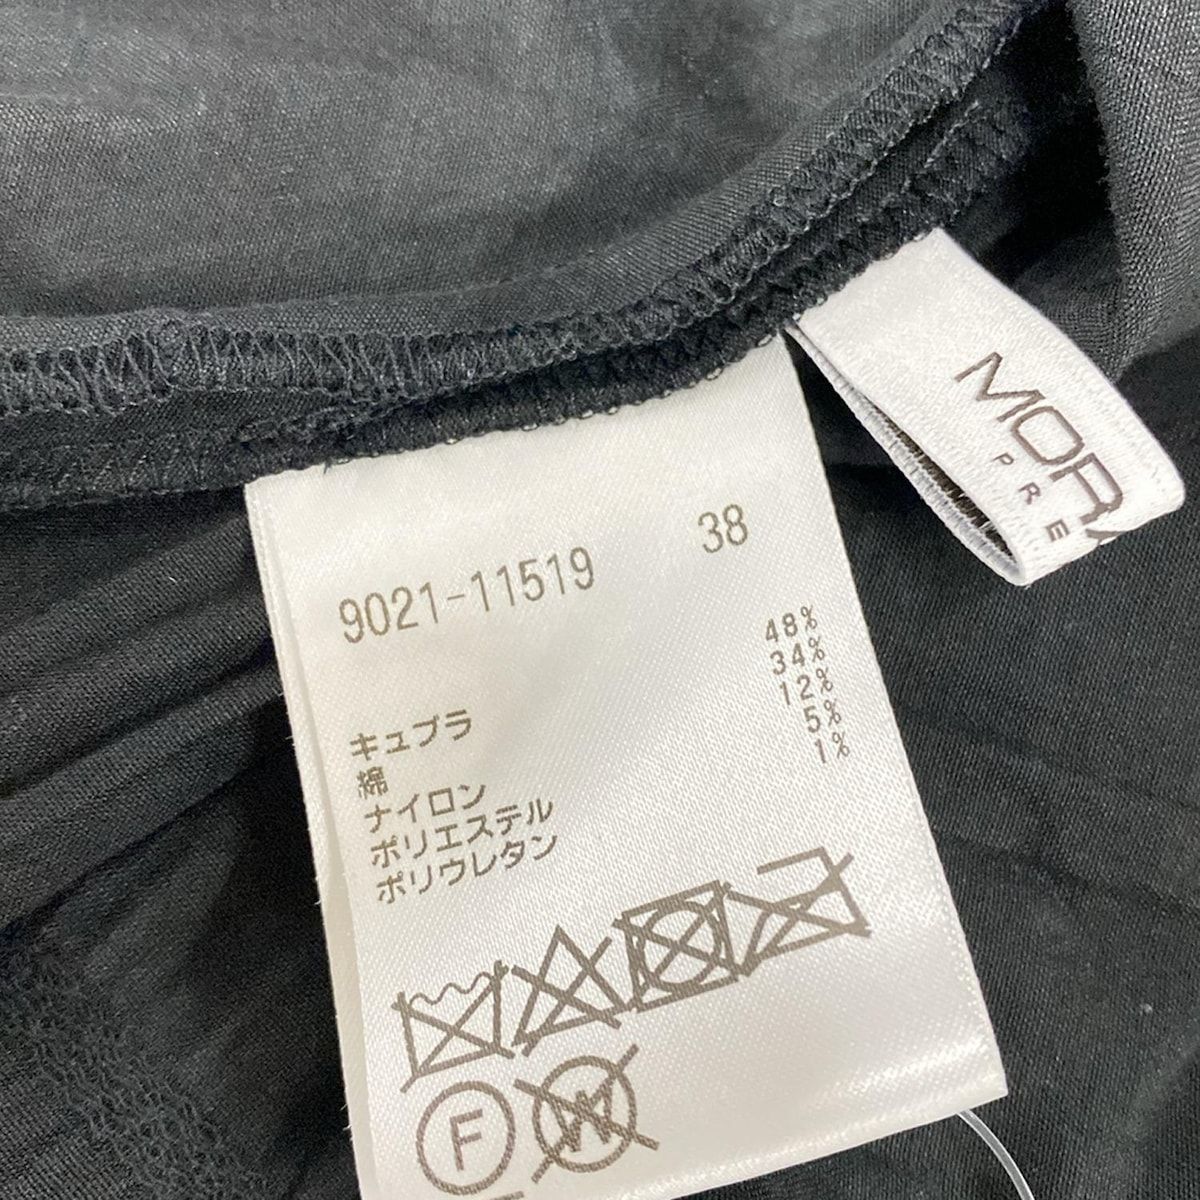 9021-11519 38
キュプラ 48%
綿 34%
ナイロン 12%
ポリエステル 5%
ポリウレタン 1%
F
W
MOR
PRE